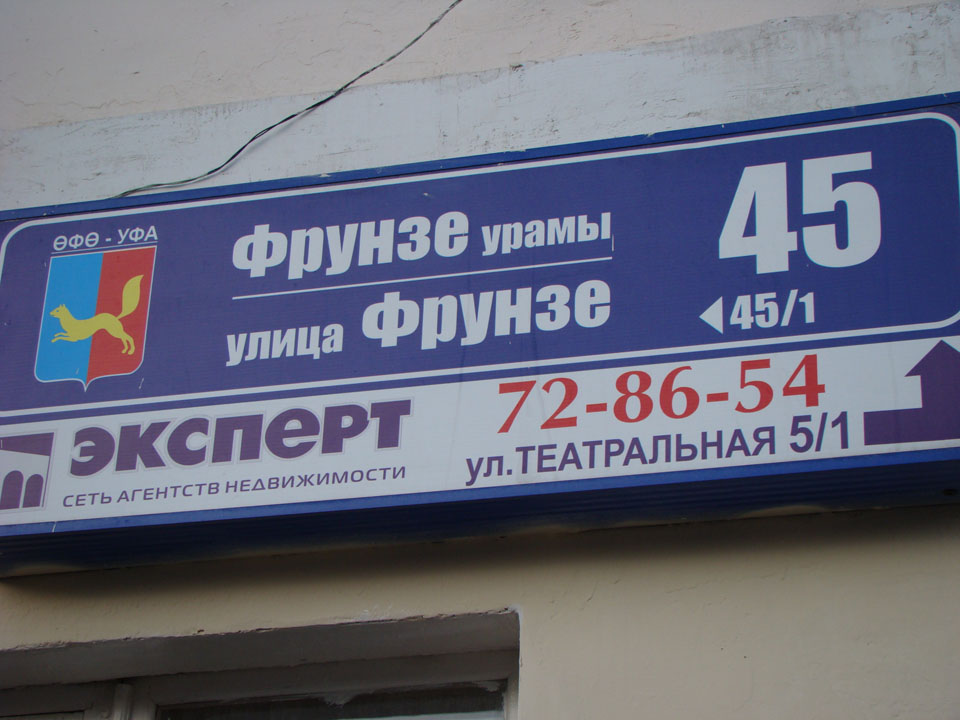 ӨФӨ - УФА
Фрунзе урамы
улица Фрунзе
45
45/1
эксперт
СЕТЬ АГЕНТСТВ НЕДВИЖИМОСТИ
72-86-54
ул.ТЕАТРАЛЬНАЯ 5/1